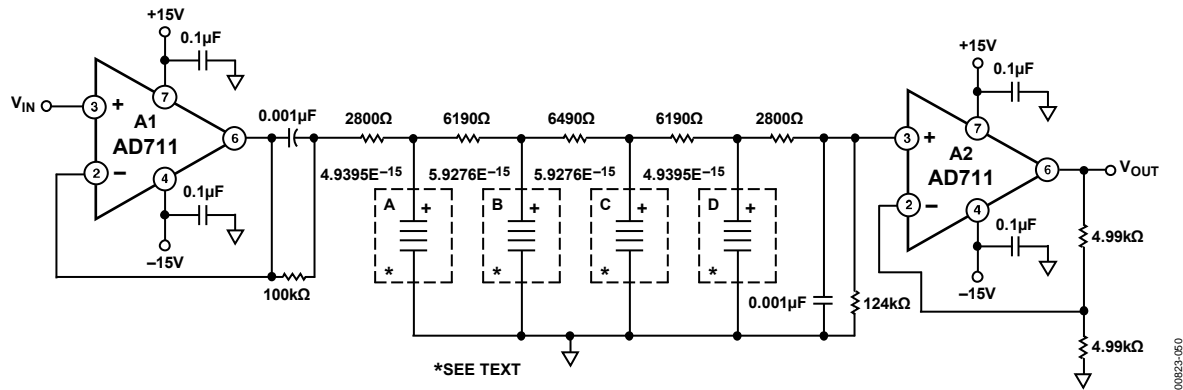 +15V
0.1µF
7
VIN
3
+
A1
AD711
2
–
6
4
0.1µF
–15V
0.001µF
100kΩ
2800Ω
6190Ω
6490Ω
6190Ω
2800Ω
4.9395E–15
5.9276E–15
5.9276E–15
4.9395E–15
A
+
*
B
+
*
C
+
*
D
+
*
0.001µF
124kΩ
*SEE TEXT
+15V
0.1µF
7
3
+
A2
AD711
2
–
6
VOUT
4
0.1µF
–15V
4.99kΩ
4.99kΩ
00823-050